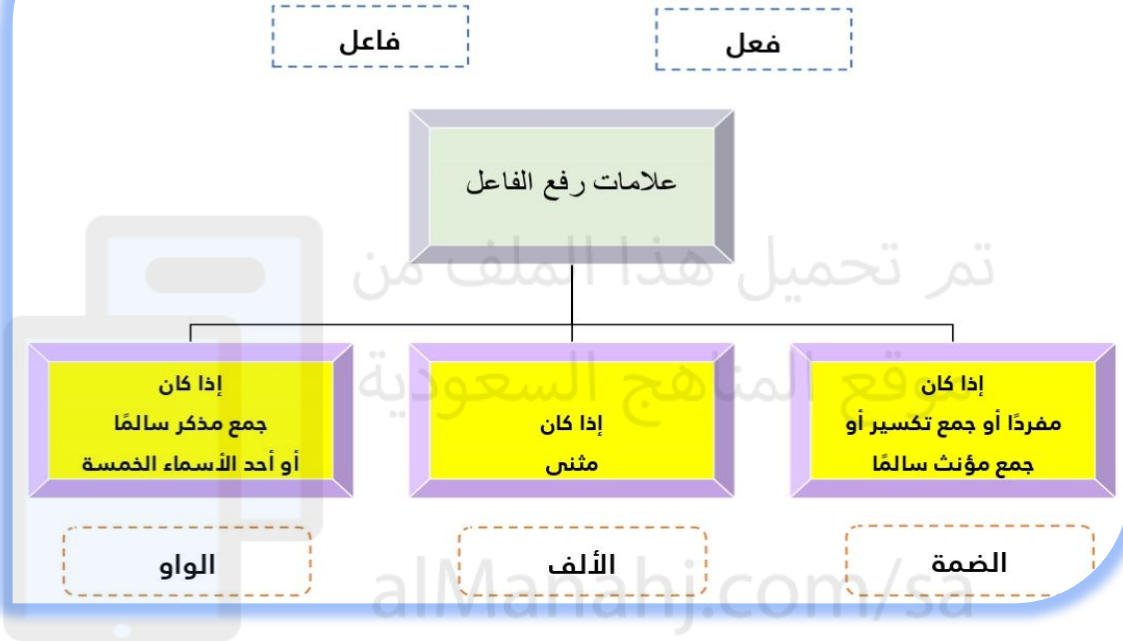 فعل
فاعل
علامات رفع الفاعل
تم تحميل هذا الملف من
موقع المناهج السعودية
إذا كان
مفردًا أو جمع تكسير أو
جمع مؤنث سالمًا
إذا كان
مثنى
إذا كان
جمع مذكر سالمًا
أو أحد الأسماء الخمسة
الضمة
الألف
الواو
alManahj.com/sa